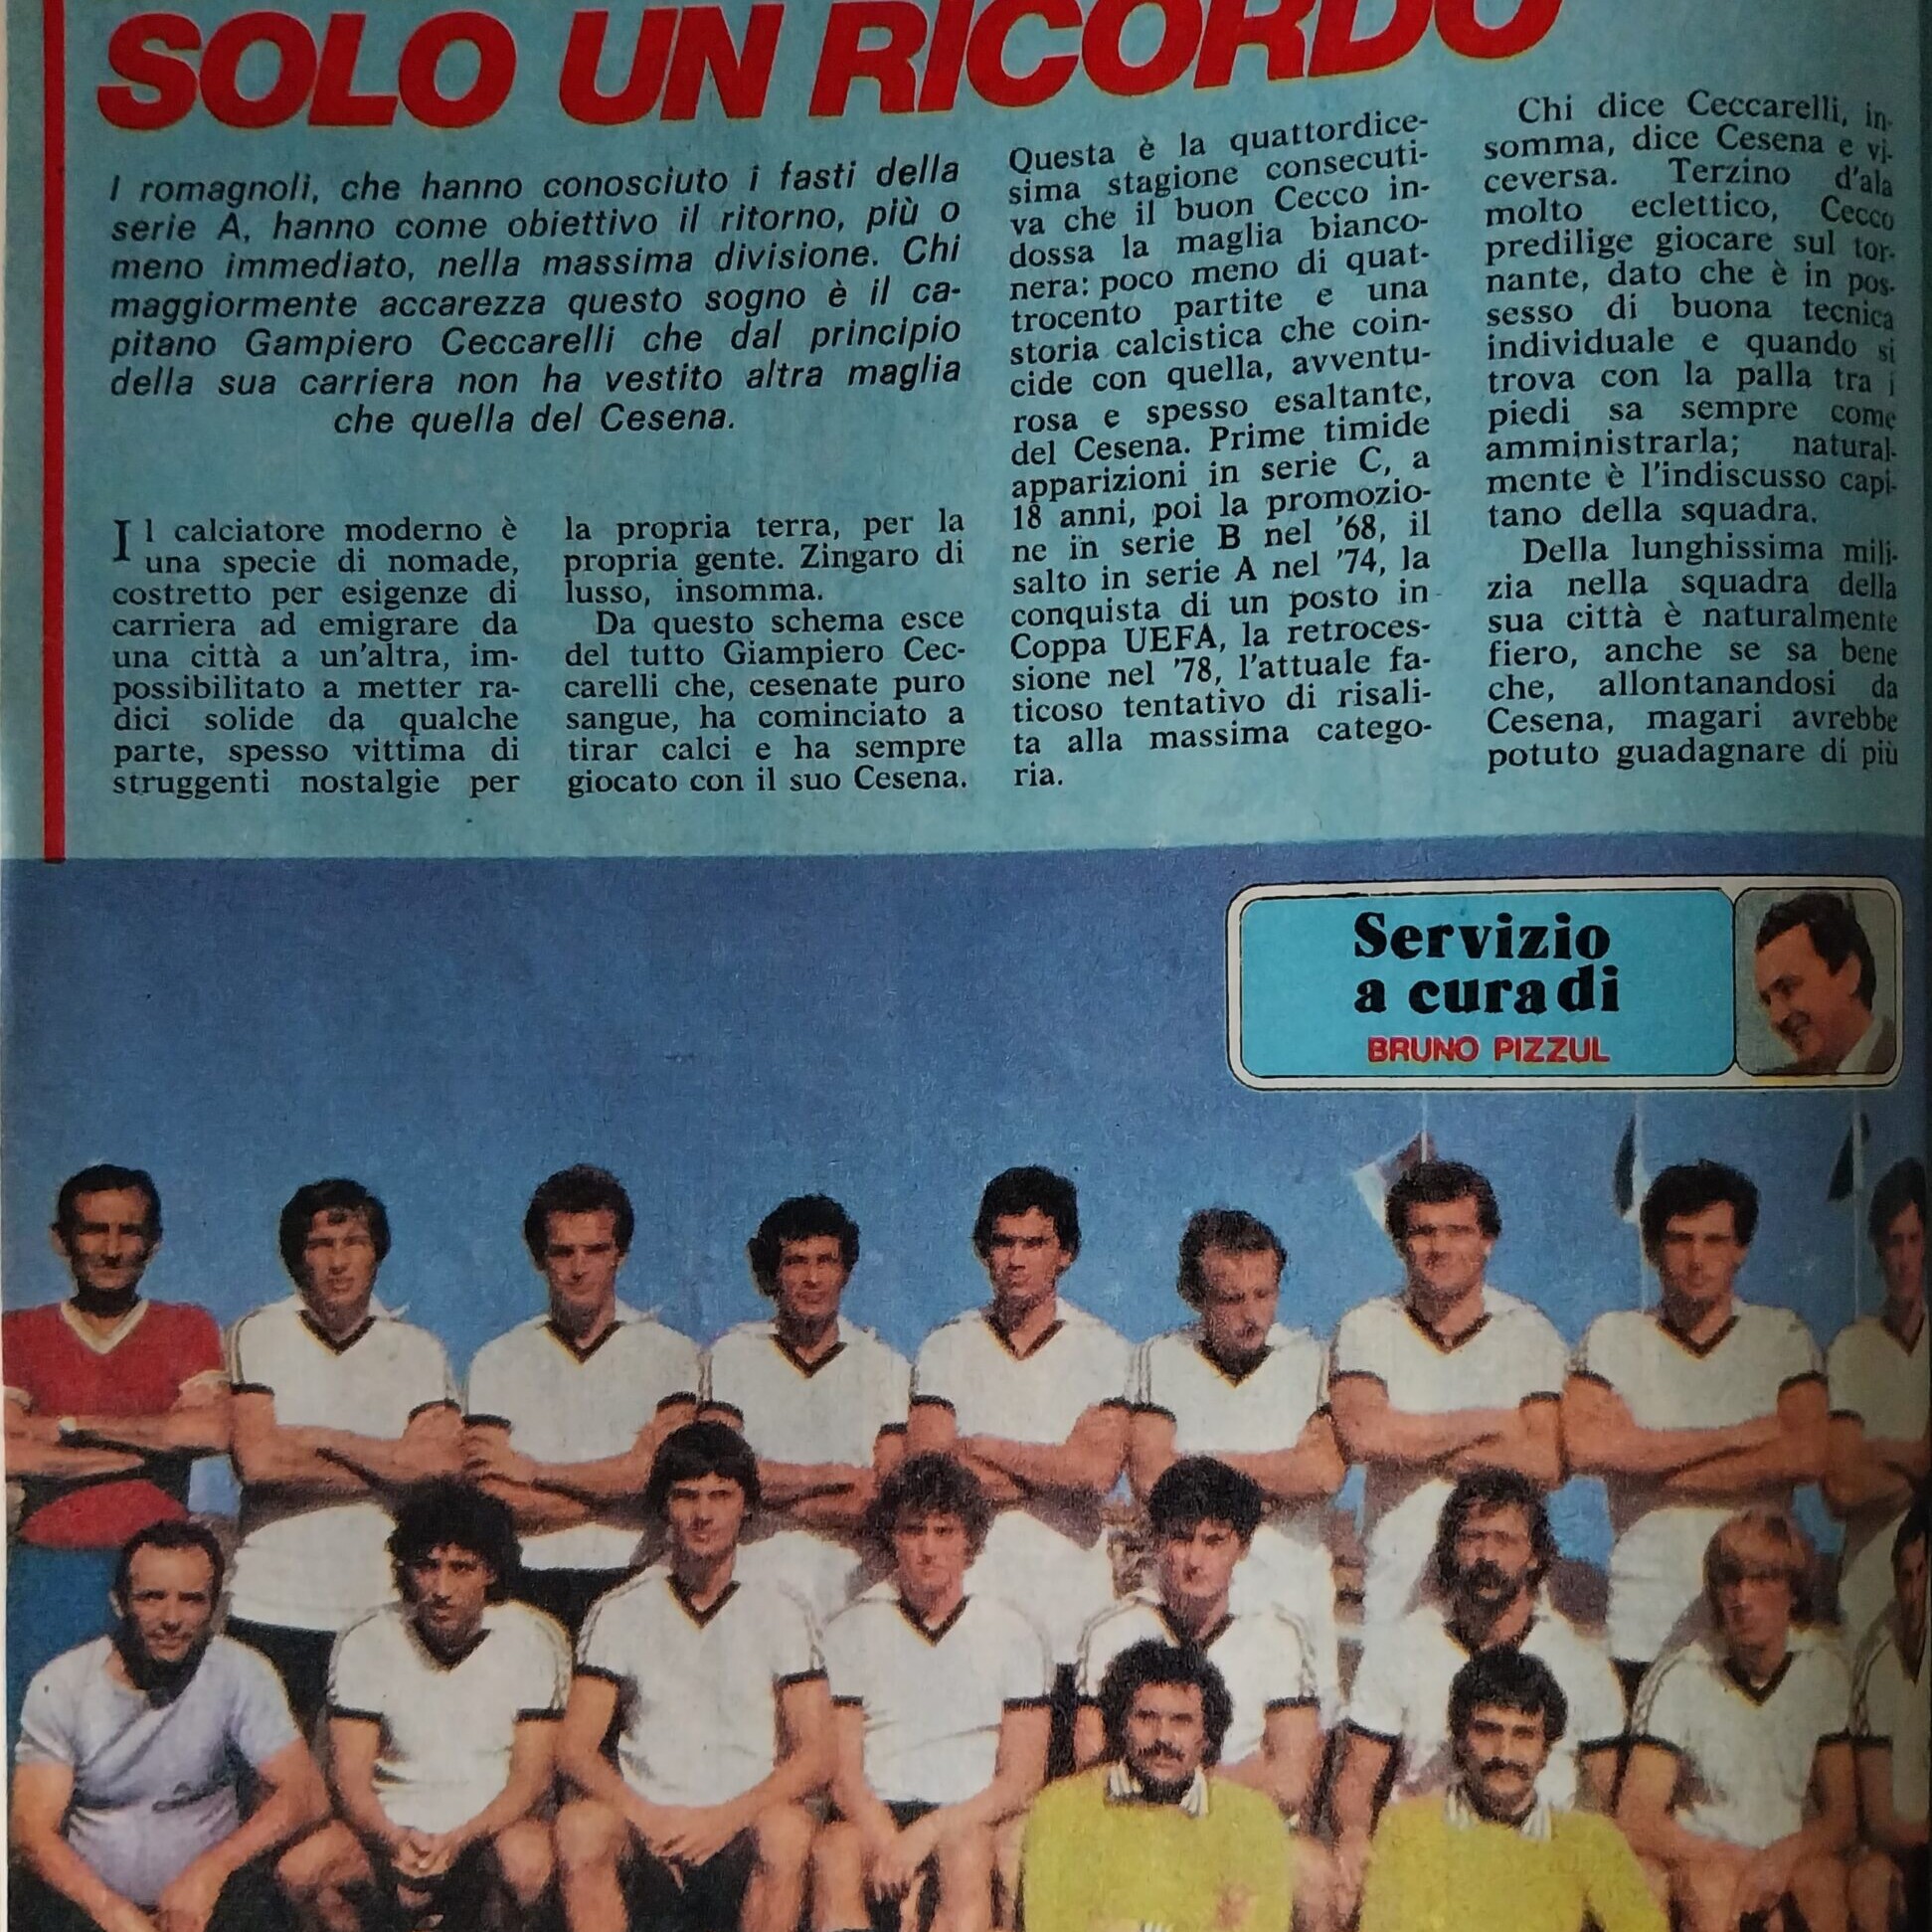 SOLO UN RICORDO
I romagnoli, che hanno conosciuto i fasti della
serie A, hanno come obiettivo il ritorno, più o
meno immediato, nella massima divisione. Chi
maggiormente accarezza questo sogno è il ca-
pitano Gampiero Ceccarelli che dal principio
della sua carriera non ha vestito altra maglia
che quella del Cesena.
Il calciatore moderno è
una specie di nomade,
costretto per esigenze di
carriera ad emigrare da
una città a un'altra, im-
possibilitato a metter ra-
dici solide da qualche
parte, spesso vittima di
struggenti nostalgie per
la propria terra, per la
propria gente. Zingaro di
lusso, insomma.
Da questo schema esce
del tutto Giampiero Cec-
carelli che, cesenate puro
sangue, ha cominciato a
tirar calci e ha sempre
giocato con il suo Cesena.
Questa è la quattordice-
sima stagione consecuti-
va che il buon Cecco in-
dossa la maglia bianco-
nera: poco meno di quat-
trocento partite e una
storia calcistica che coin-
cide con quella, avventu-
rosa e spesso esaltante,
del Cesena. Prime timide
apparizioni in serie C, a
18 anni, poi la promozio-
ne in serie B nel '68, il
salto in serie A nel '74, la
conquista di un posto in
Coppa UEFA, la retroces-
sione nel '78, l'attuale fa-
ticoso tentativo di risali-
ta alla massima catego-
ria.
Chi dice Ceccarelli, in-
somma, dice Cesena e vi-
ceversa. Terzino d'ala
molto eclettico, Cecco
predilige giocare sul tor-
nante, dato che è in pos-
sesso di buona tecnica
individuale e quando si
trova con la palla tra i
piedi sa sempre come
amministrarla; natural-
mente è l'indiscusso capi-
tano della squadra.
Della lunghissima mili-
zia nella squadra della
sua città è naturalmente
fiero, anche se sa bene
che, allontanandosi da
Cesena, magari avrebbe
potuto guadagnare di più
Servizio
a cura di
BRUNO PIZZUL